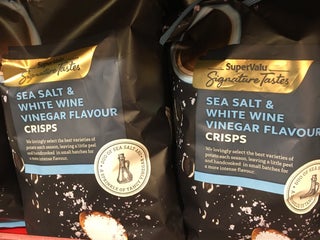 Signature Tastes
SEA SALT &
WHITE WINE
VINEGAR FLAVOUR
CRISPS
We lovingly select the best varieties of
potato each season, leaving a little peel
and handcooked in small batches for
a more intense flavour.
SuperValu
Signature Tastes
SEA SALT &
WHITE WINE
VINEGAR FLAVOUR
CRISPS
We lovingly select the best varieties of
potato each season, leaving a little peel
and handcooked in small batches for
a more intense flavour.